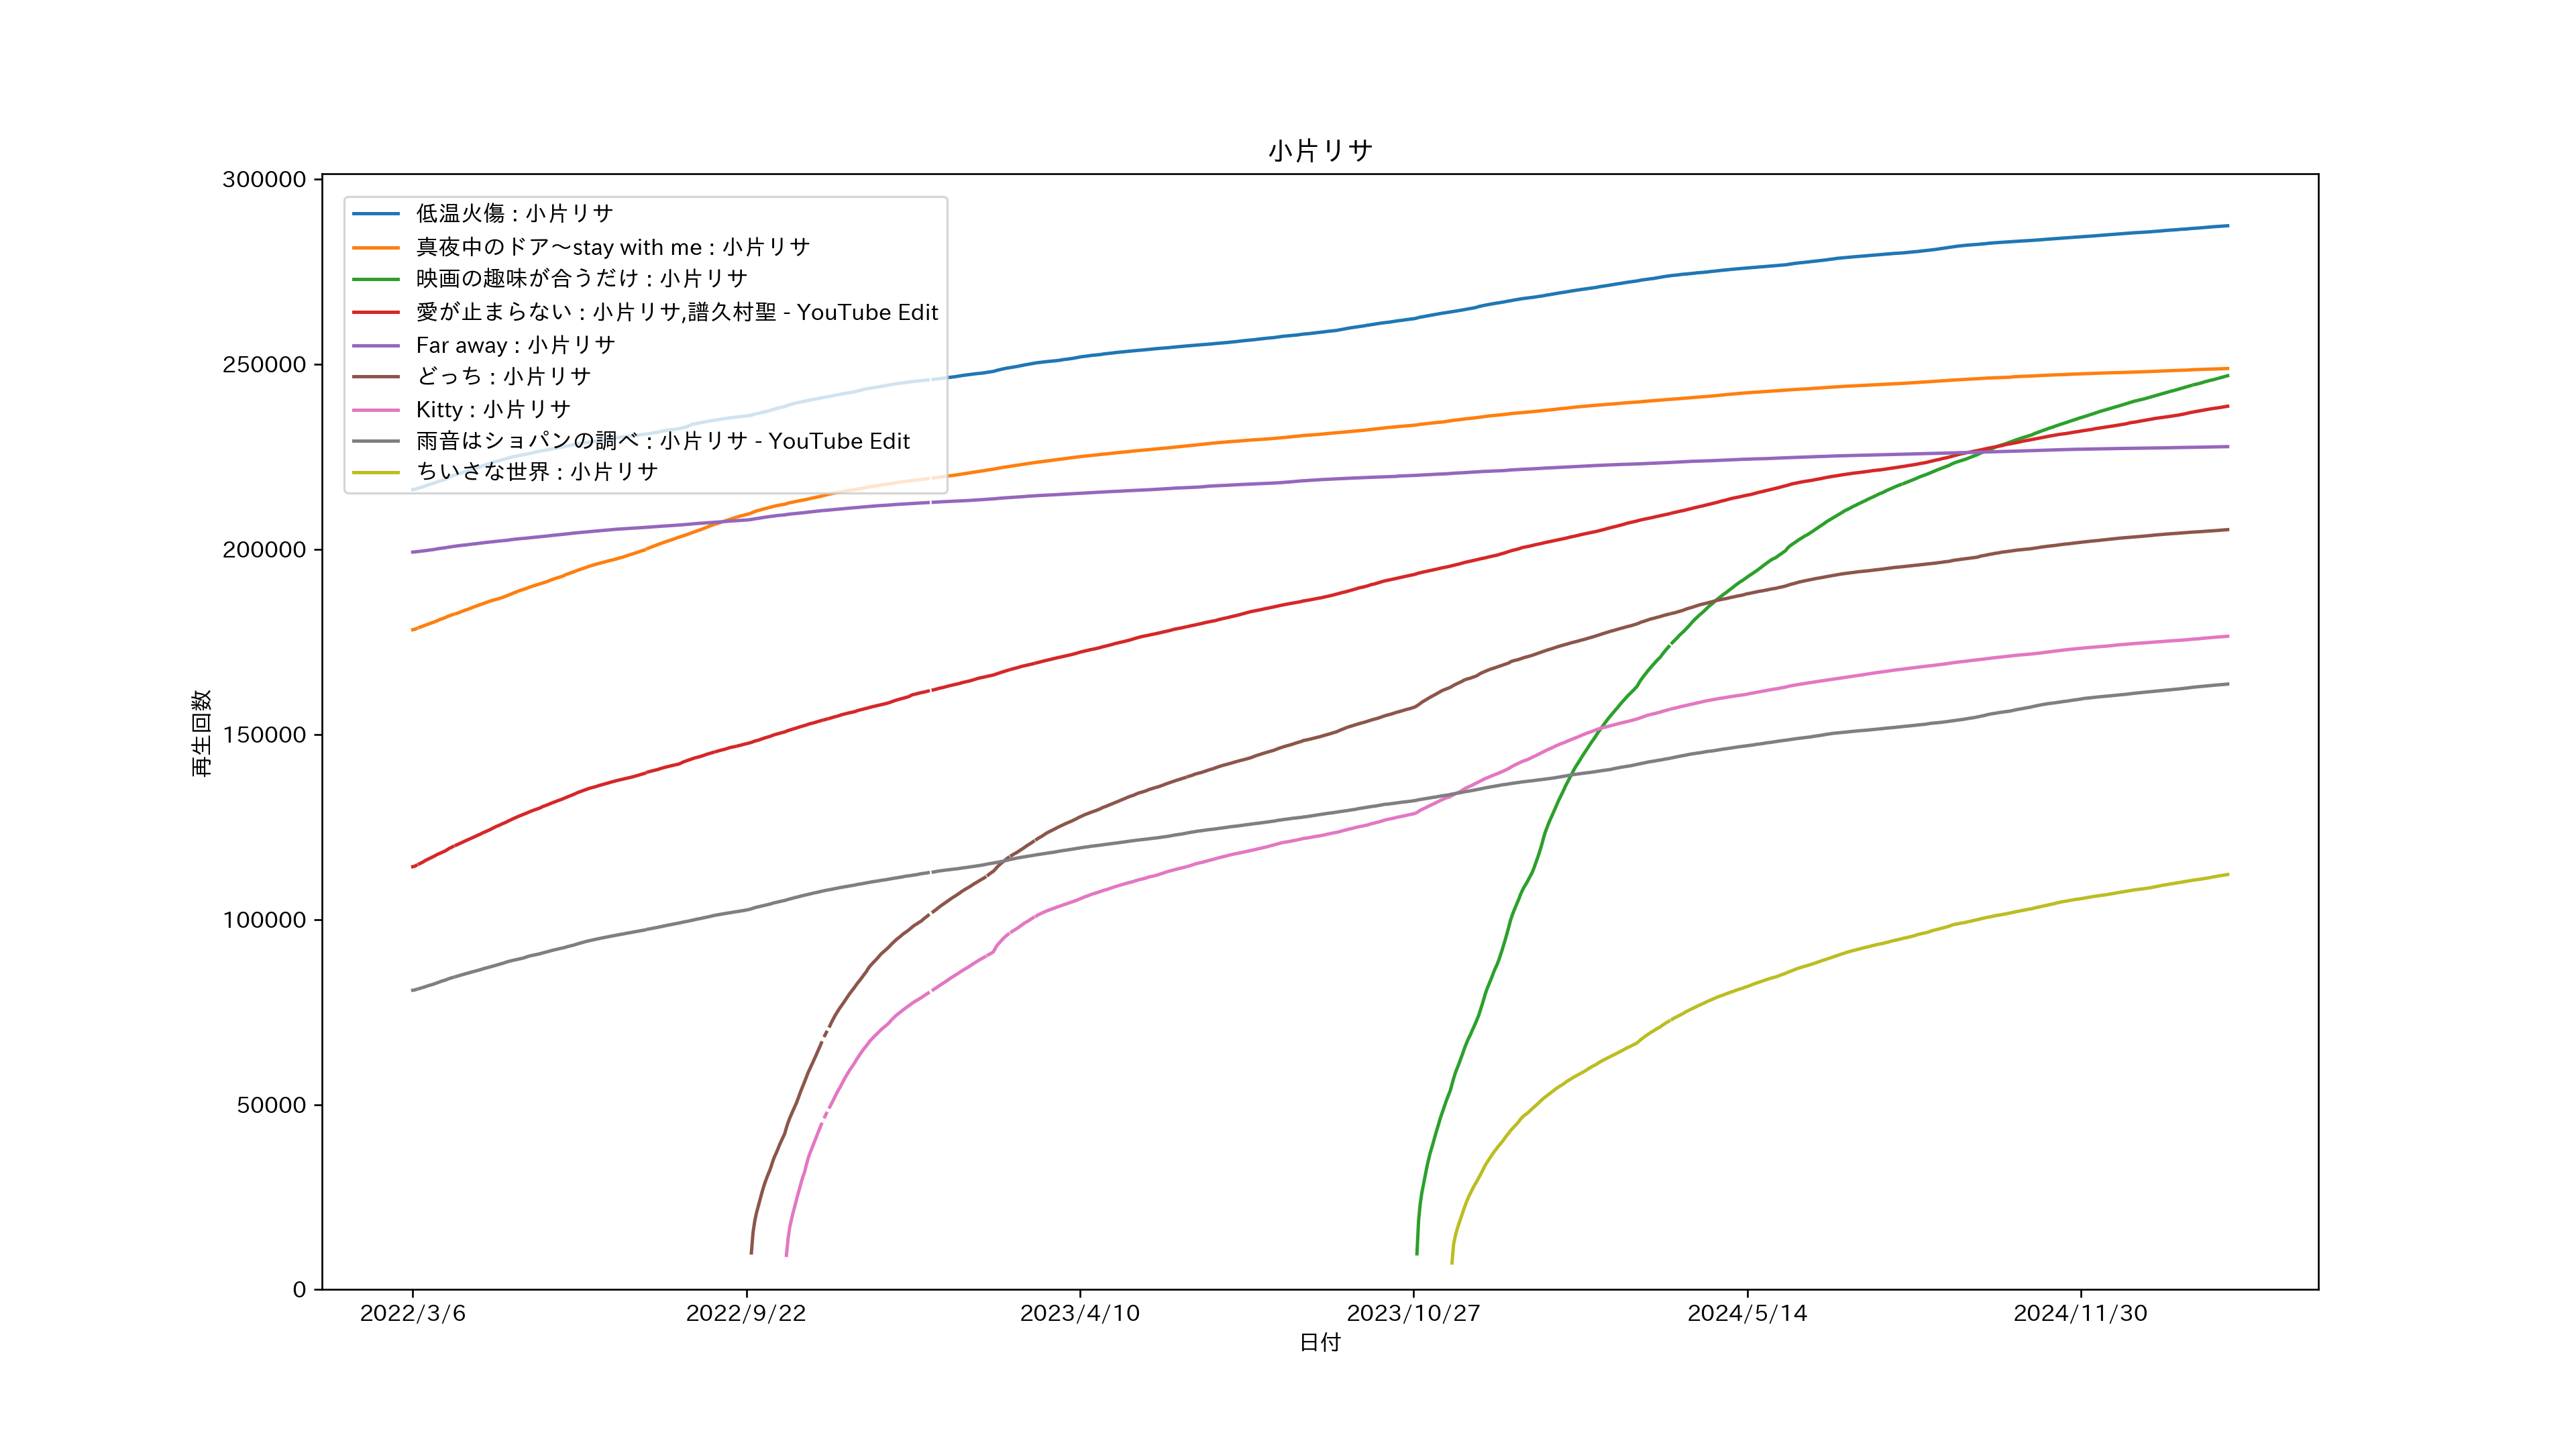 小片リサ
300000
250000
200000
150000
100000
50000
0
再生回数
低温火傷 : 小片リサ
真夜中のドア〜stay with me : 小片リサ
映画の趣味が合うだけ : 小片リサ
愛が止まらない : 小片リサ,譜久村聖 - YouTube Edit
Far away : 小片リサ
どっち : 小片リサ
Kitty : 小片リサ
雨音はショパンの調べ : 小片リサ - YouTube Edit
ちいさな世界 : 小片リサ
2022/3/6 2022/9/22 2023/4/10 2023/10/27 2024/5/14 2024/11/30
日付